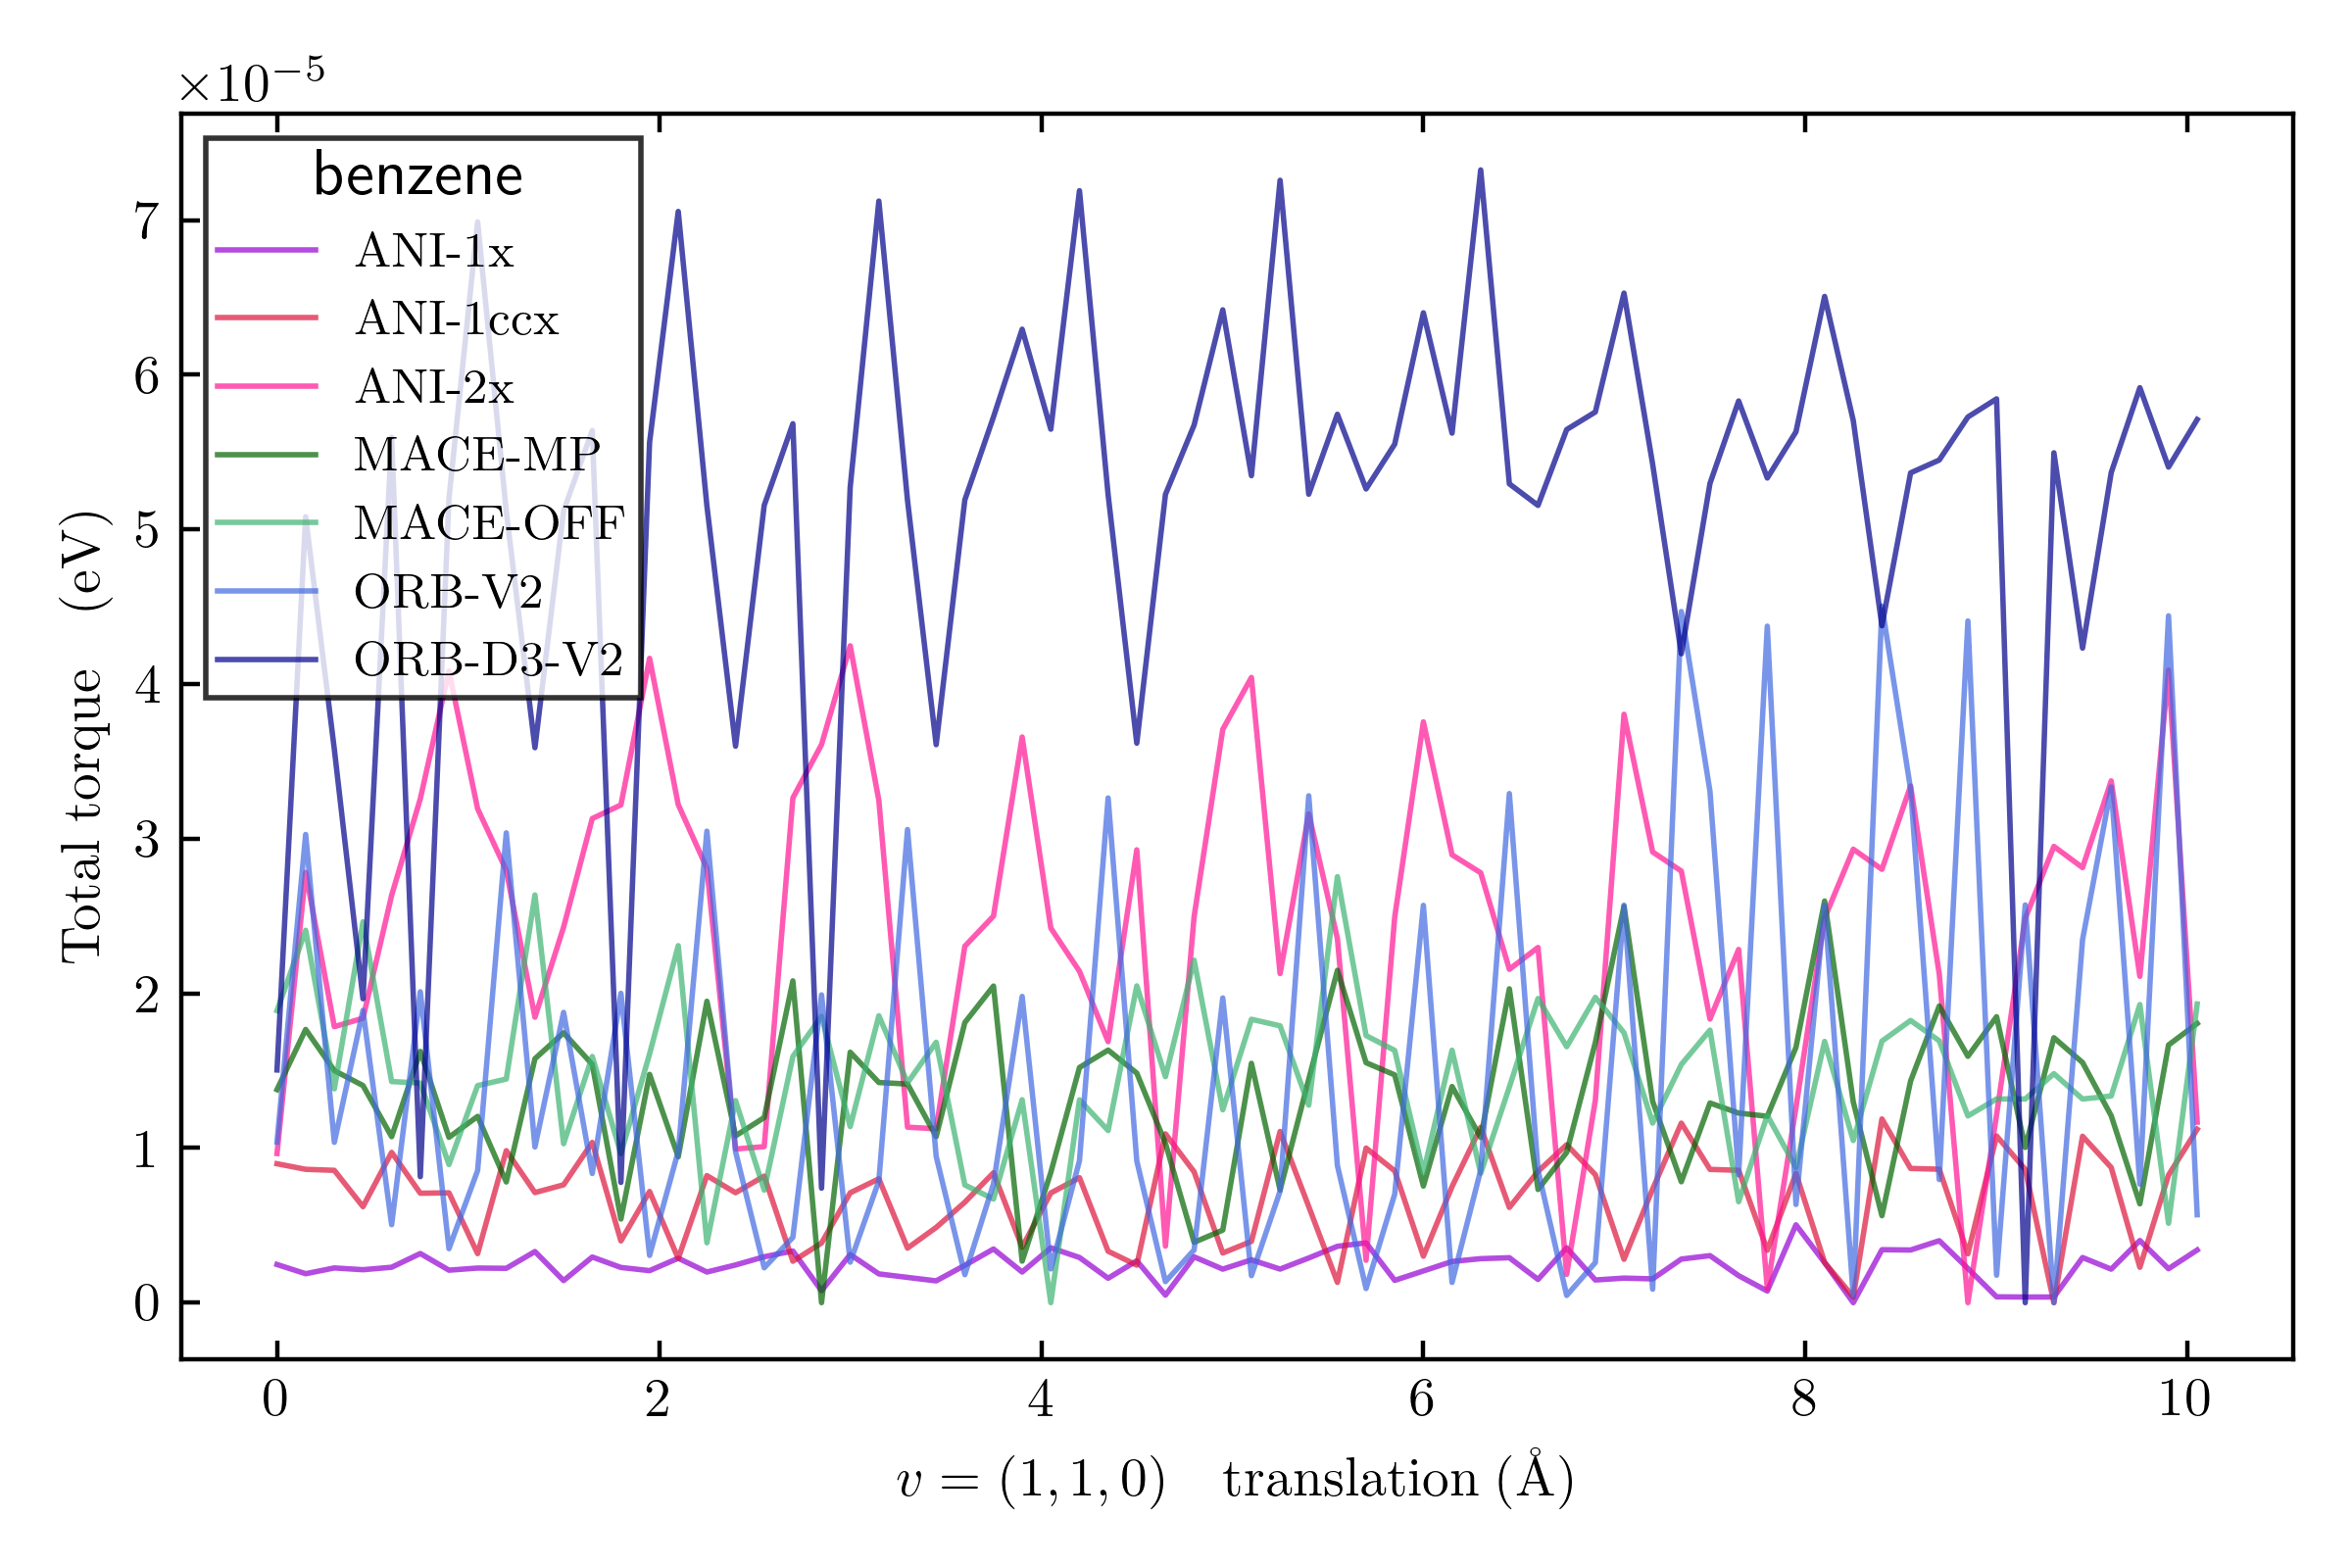 ×10⁻⁵
benzene
ANI-1x
ANI-1ccx
ANI-2x
MACE-MP
MACE-OFF
ORB-V2
ORB-D3-V2
Total torque (eV)
7
6
5
4
3
2
1
0
0 2 4 6 8 10
v = (1, 1, 0) translation (Å)